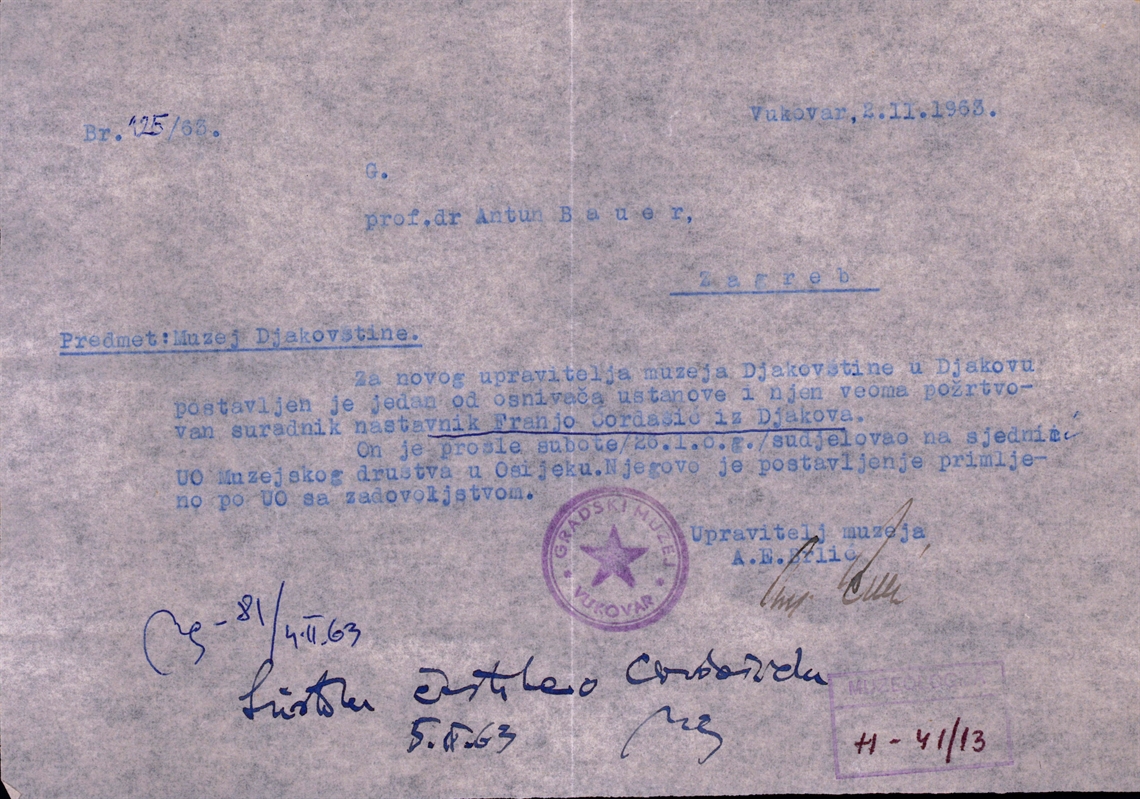 Br.125/63.
Vukovar,2.II.1963.
G.
prof.dr Antun B a u e r,
Z a g r e b
Predmet:Muzej Djakovštine.
Za novog upravitelja muzeja Djakovštine u Djakovu
postavljen je jedan od osnivača ustanove i njen veoma požrtvo-
van suradnik nastavnik Franjo Ćordašić iz Djakova.
On je prošle subote/26.1.o.g./sudjelovao na sjednici
UO Muzejskog društva u Osijeku.Njegovo je postavljenje primlje-
no po UO sa zadovoljstvom.
GRADSKI MUZEJ
VUKOVAR
Upravitelj muzeja
A.E.Brlić
81/4.II.63
5.II.63
H - 41/13